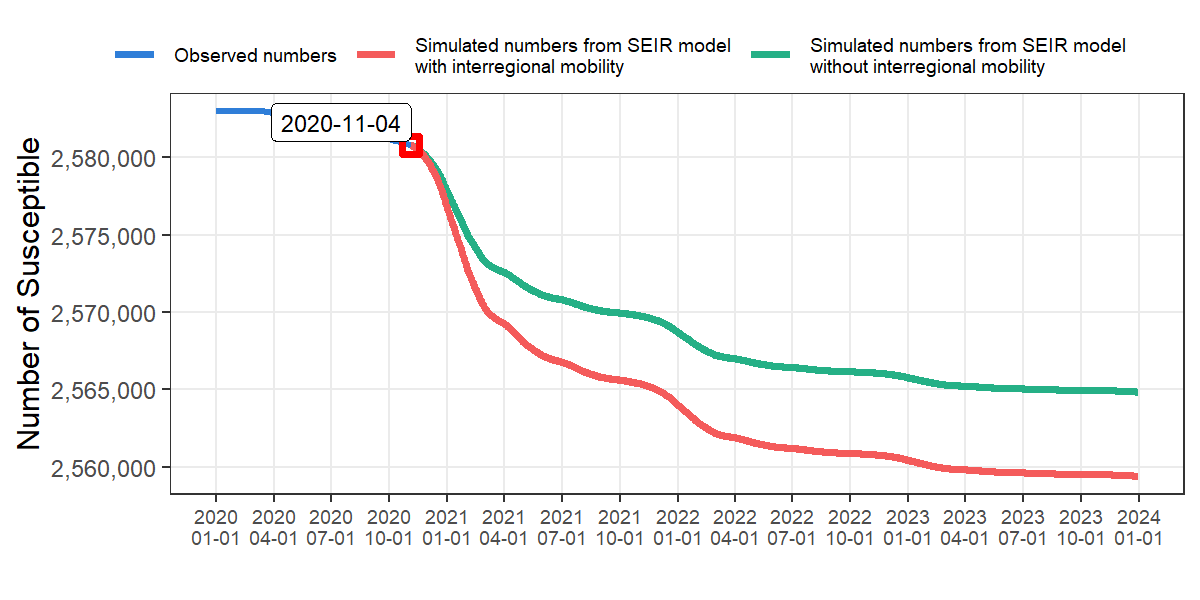 Observed numbers
Simulated numbers from SEIR model
with interregional mobility
Simulated numbers from SEIR model
without interregional mobility
Number of Susceptible
2,580,000
2,575,000
2,570,000
2,565,000
2,560,000
2020-11-04
2020 2020 2020 2020 2021 2021 2021 2021 2022 2022 2022 2022 2023 2023 2023 2023 2024
01-01 04-01 07-01 10-01 01-01 04-01 07-01 10-01 01-01 04-01 07-01 10-01 01-01 04-01 07-01 10-01 01-01